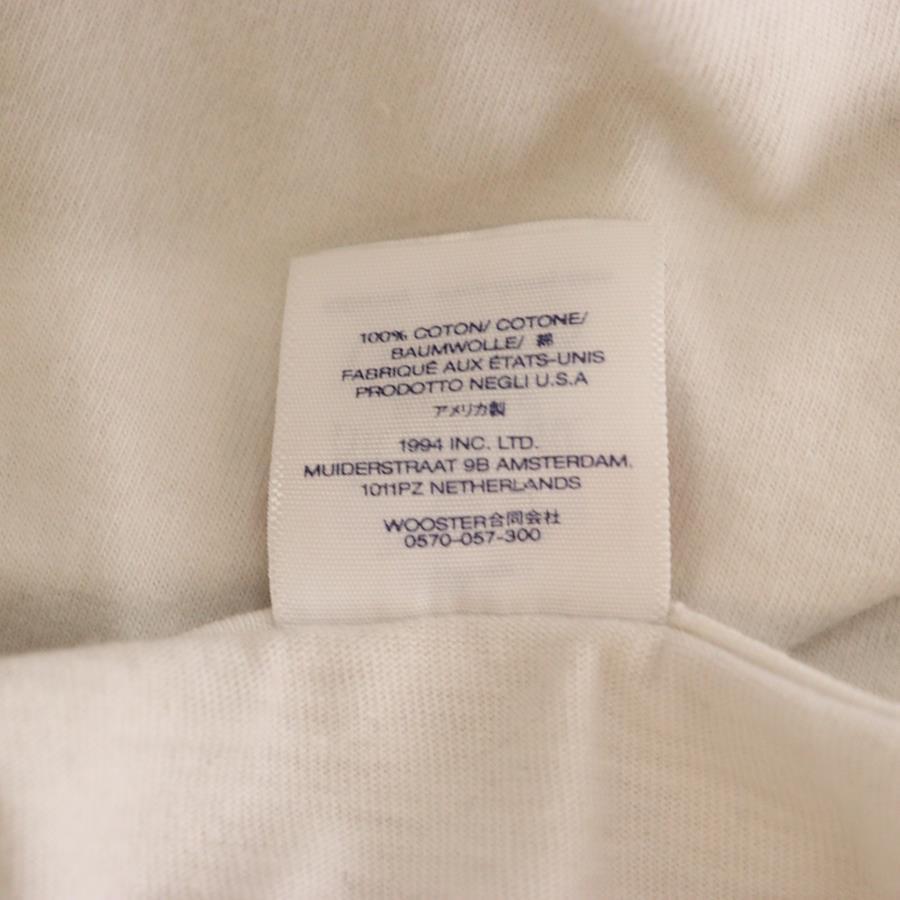 100% COTON/ COTONE/
BAUMWOLLE/ 綿
FABRIQUÉ AUX ÉTATS-UNIS
PRODOTTO NEGLI U.S.A
アメリカ製
1994 INC. LTD.
MUIDERSTRAAT 9B AMSTERDAM.
1011PZ NETHERLANDS
WOOSTER合同会社
0570-057-300